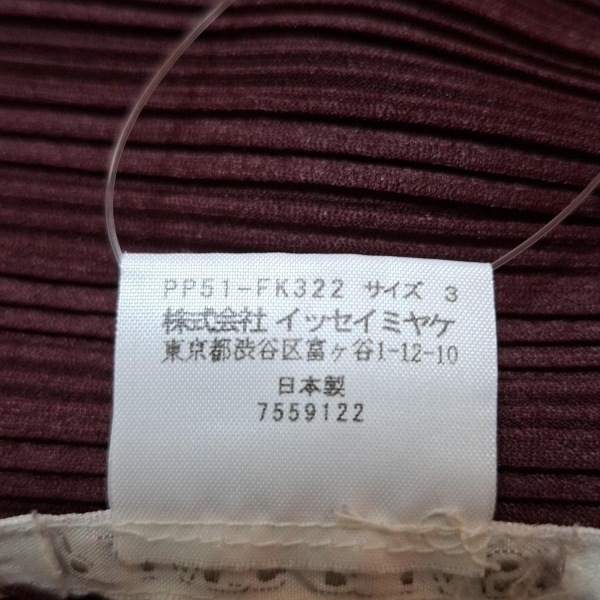 PP51-FK322 サイズ 3
株式会社 イッセイミヤケ
東京都渋谷区富ヶ谷1-12-10
日本製
7559122